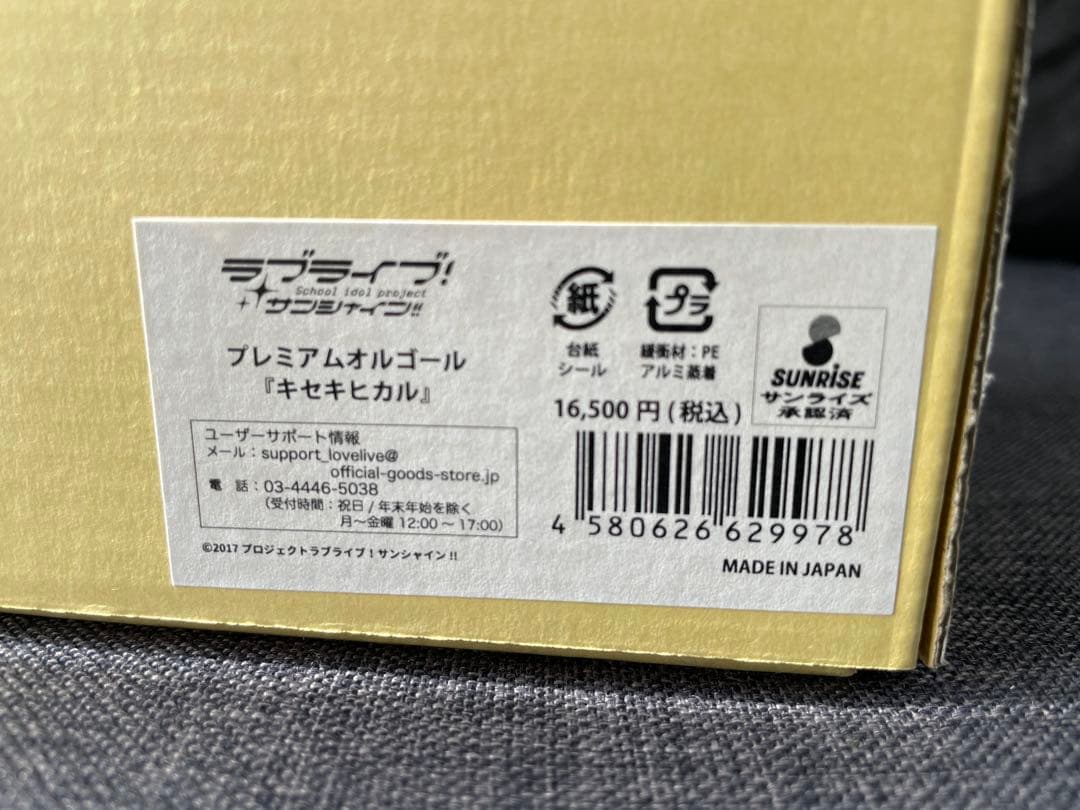 ラブライブ!
School idol project
サンシャイン!!
プレミアムオルゴール
『キセキヒカル』
ユーザーサポート情報
メール：support_lovelive@
official-goods-store.jp
電　話：03-4446-5038
（受付時間：祝日/年末年始を除く
月～金曜 12:00 ～ 17:00）
©2017 プロジェクトラブライブ！サンシャイン!!
紙
台紙
シール
プラ
緩衝材：PE
アルミ蒸着
SUNRISE
サンライズ
承認済
16,500 円 (税込)
4 580626 629978
MADE IN JAPAN